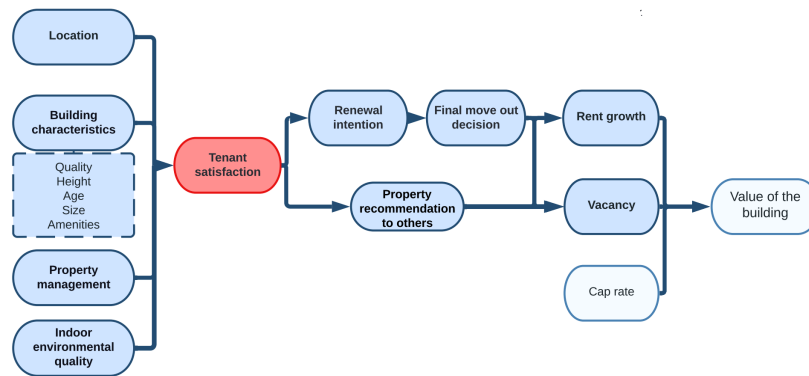 :
Location
Building
characteristics
Quality
Height
Age
Size
Amenities
Property
management
Indoor
environmental
quality
Tenant
satisfaction
Renewal
intention
Final move out
decision
Property
recommendation
to others
Rent growth
Vacancy
Cap rate
Value of the
building